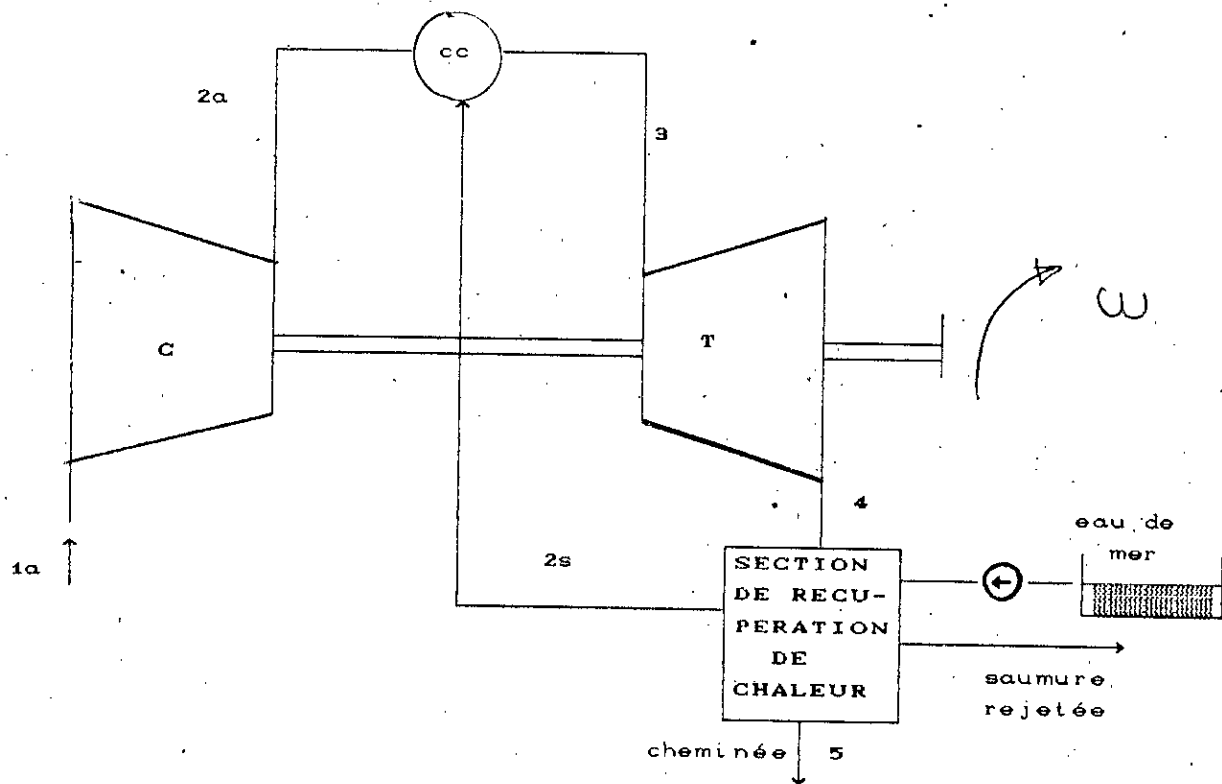 cc
2a
3
C
T
ω
4
eau de
mer
1a
2s
SECTION
DE RECU-
PERATION
DE
CHALEUR
saumure
rejetée
cheminée 5